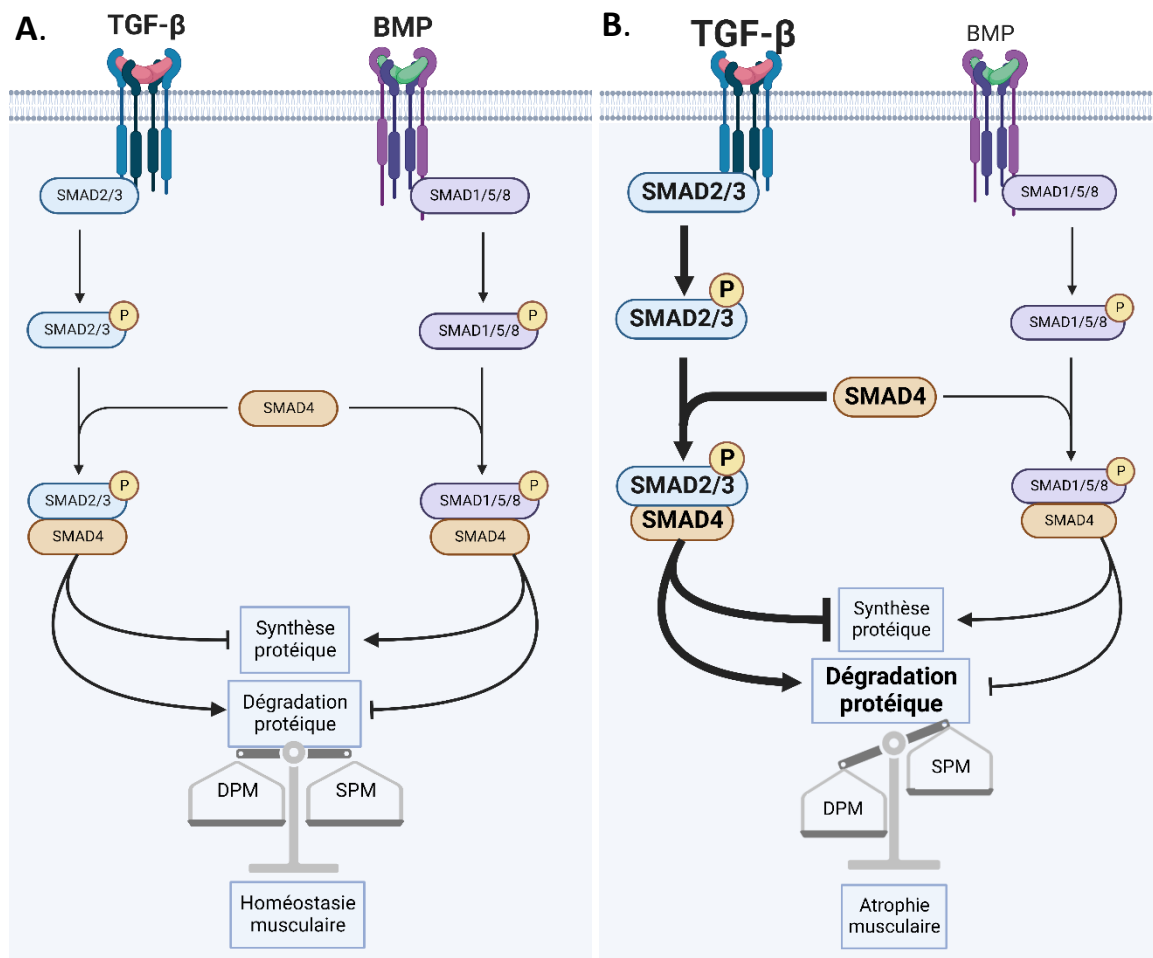 A.
TGF-β
BMP
SMAD2/3
SMAD1/5/8
SMAD2/3
P
SMAD1/5/8
P
SMAD4
SMAD2/3
P
SMAD4
SMAD1/5/8
P
SMAD4
Synthèse
protéique
Dégradation
protéique
DPM
SPM
Homéostasie
musculaire
B.
TGF-β
BMP
SMAD2/3
SMAD1/5/8
P
SMAD2/3
P
SMAD1/5/8
SMAD4
P
SMAD2/3
SMAD4
P
SMAD1/5/8
SMAD4
Synthèse
protéique
Dégradation
protéique
SPM
DPM
Atrophie
musculaire